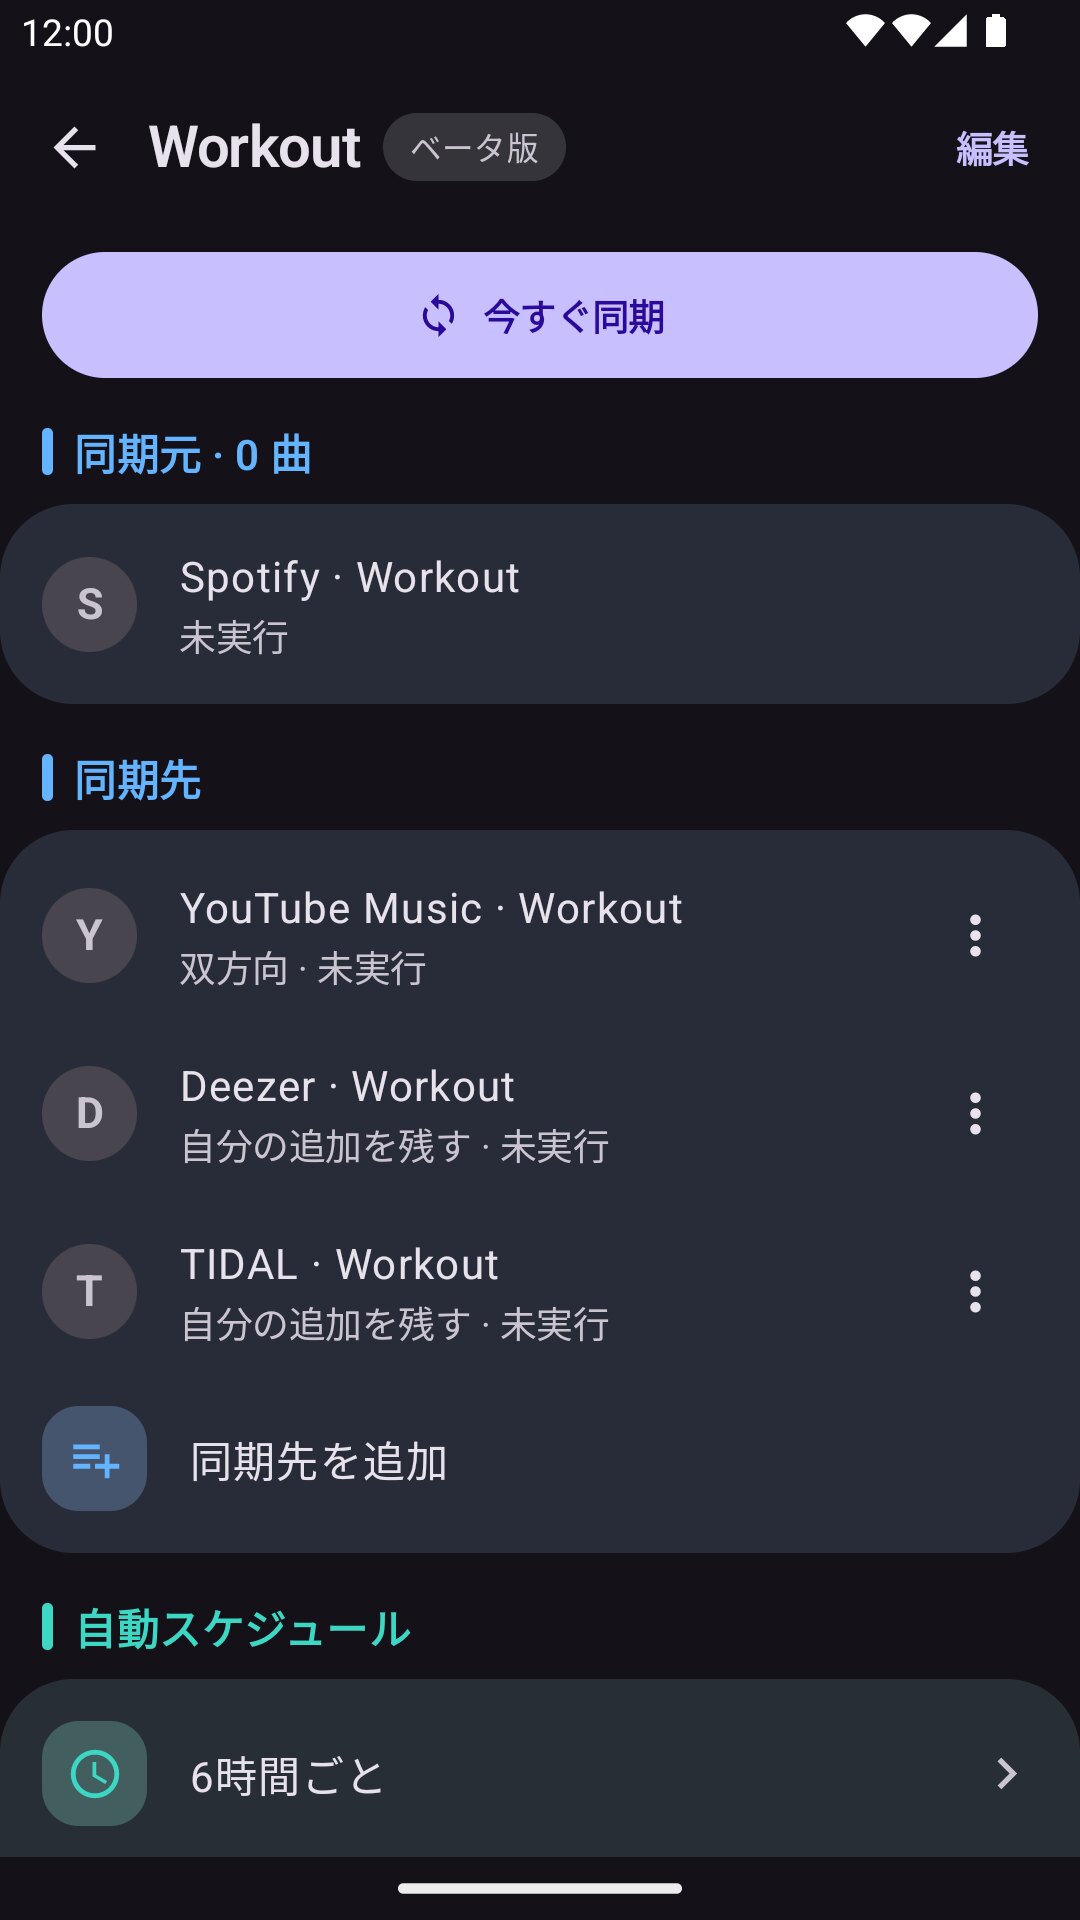 12:00
Workout
ベータ版
編集
今すぐ同期
同期元 · 0 曲
S
Spotify · Workout
未実行
同期先
Y
YouTube Music · Workout
双方向 · 未実行
D
Deezer · Workout
自分の追加を残す · 未実行
T
TIDAL · Workout
自分の追加を残す · 未実行
同期先を追加
自動スケジュール
6時間ごと